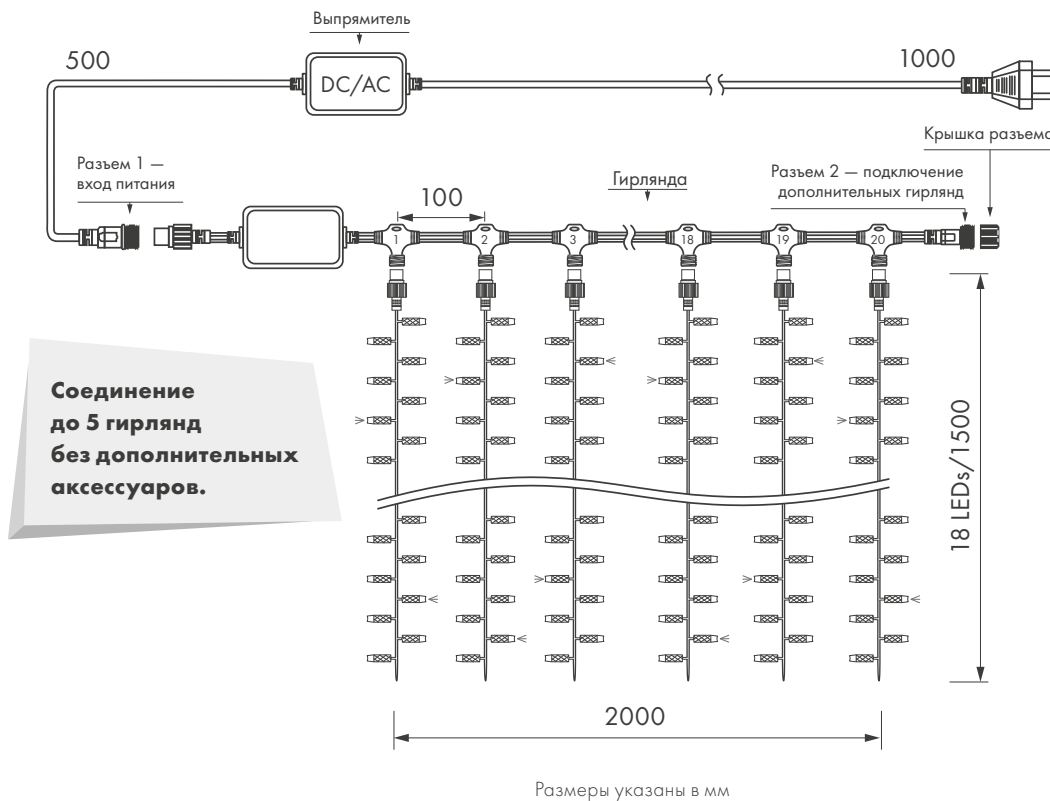 Выпрямитель
500
DC/AC
1000
Крышка разъема
Разъем 1 —
вход питания
100
Гирлянда
Разъем 2 — подключение
дополнительных гирлянд
1
2
3
18
19
20
Соединение
до 5 гирлянд
без дополнительных
аксессуаров.
18 LEDs/1500
2000
Размеры указаны в мм